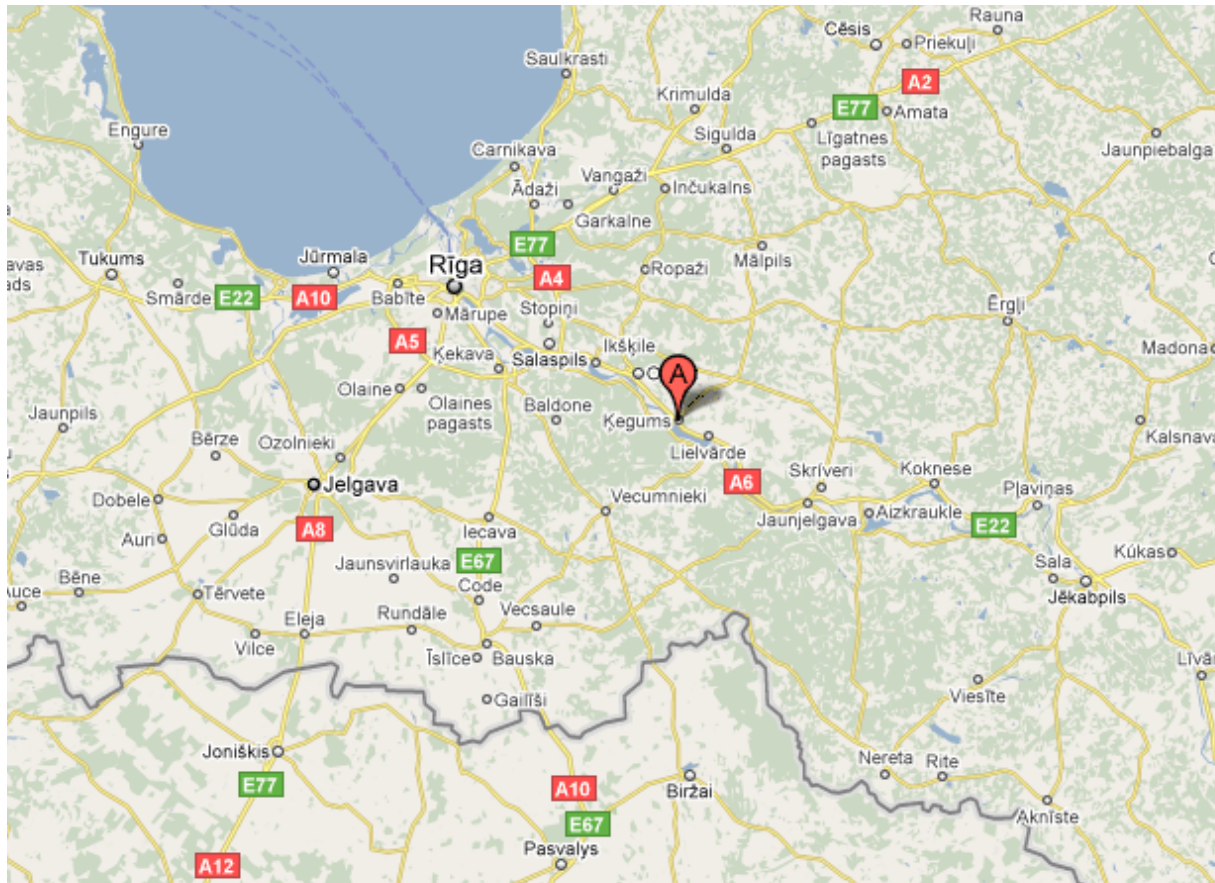 Rauna
Cēsis
Priekuļi
Saulkrasti
A2
Krimulda
E77
Amata
Engure
Sigulda
Līgatnes
pagasts
Jaunpiebalga
Carnikava
Vangaži
Inčukalns
Ādaži
Garkalne
E77
Mālpils
Tukums
Jūrmala
Rīga
A4
Ropaži
avas
ads
Smārde
E22
A10
Babīte
Mārupe
Stopiņi
Ērgļi
A5
Ķekava
Salaspils
Ikšķile
Madona
O
A
Olaine
Olaines
pagasts
Baldone
Ķegums
Jaunpils
Kalsnava
Bērze
Ozolnieki
Lielvārde
Skrīveri
Koknese
Jelgava
A6
Pļaviņas
Dobele
Vecumnieki
Jaunjelgava
Aizkraukle
Glūda
A8
Iecava
E22
Auri
Kūkas
Jaunsvirlauka
E67
Sala
Bēne
Code
Auce
Tērvete
Jēkabpils
Eleja
Rundāle
Vecsaule
Vilce
Īslīce
Bauska
Līvān
Viesīte
Gailīši
Joniškis
Nereta
Rite
E77
A10
Biržai
Aknīste
E67
Pasvalys
A12